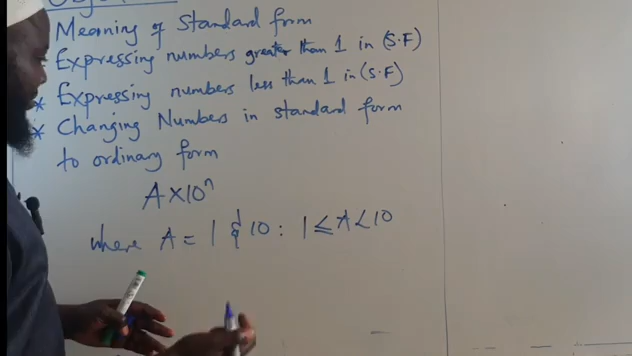 Meaning of Standard form
Expressing numbers greater than 1 in (S.F)
* Expressing numbers less than 1 in (S.F)
* Changing Numbers in standard form
to ordinary form
A×10ⁿ
where A = 1 & 10 : 1 ≤ A < 10